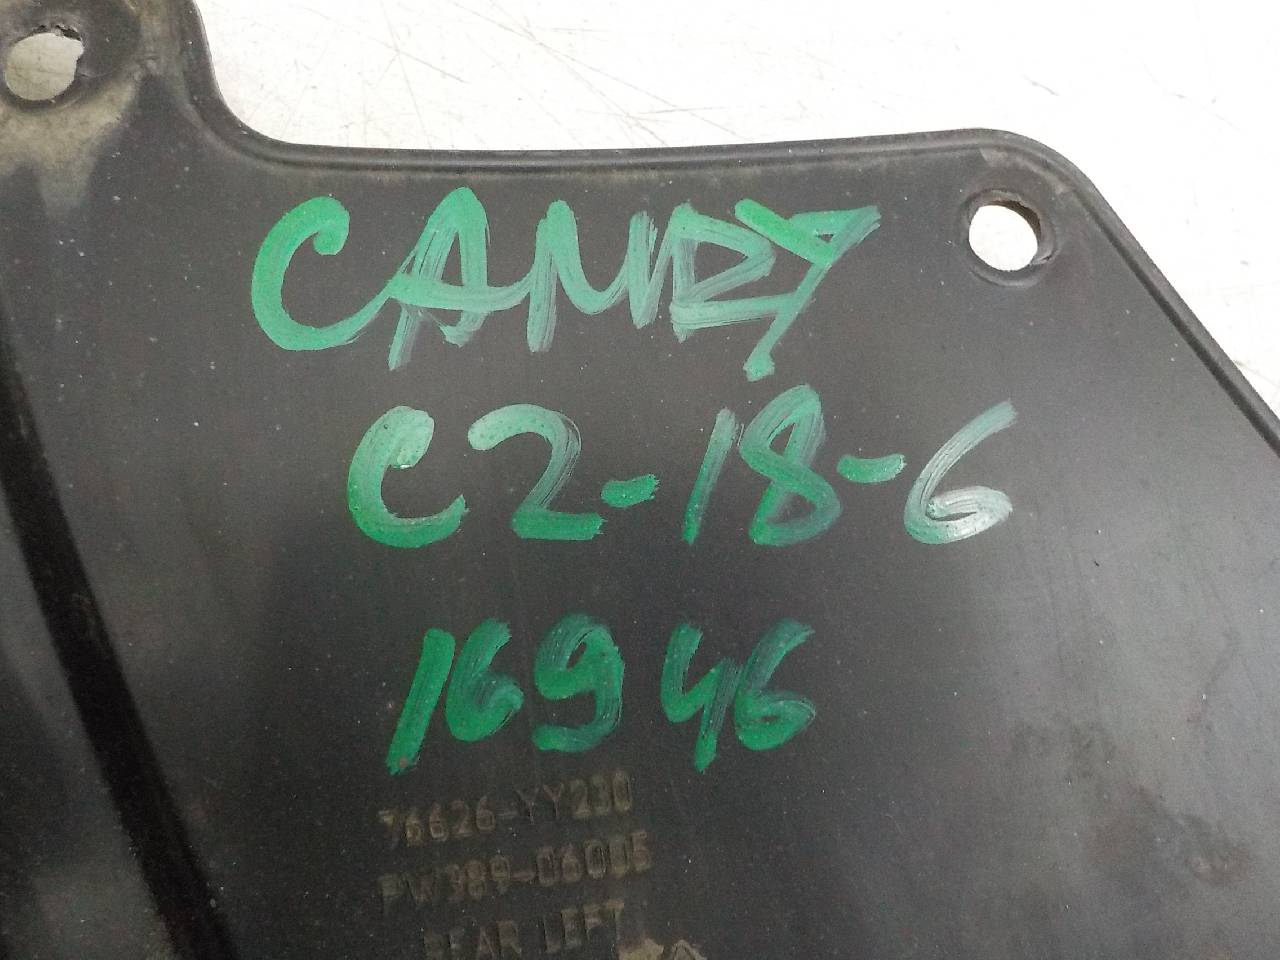 CAMRY
C2-18-6
16946
76626-YY230
PW389-06005
REAR LEFT